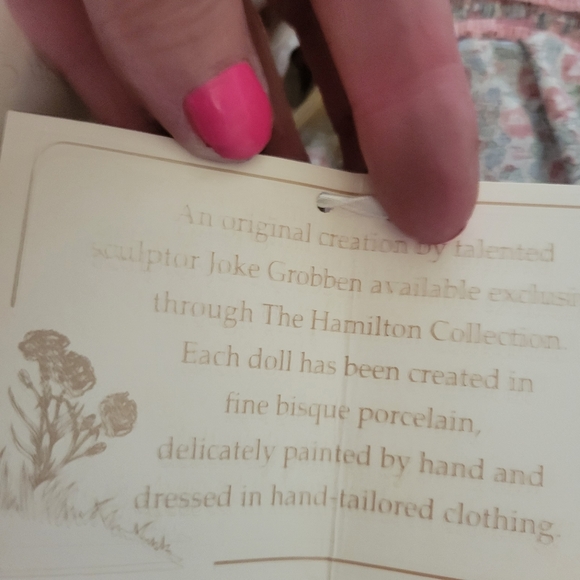 An original creation by talented
sculptor Joke Grobben available exclusi
through The Hamilton Collection.
Each doll has been created in
fine bisque porcelain,
delicately painted by hand and
dressed in hand-tailored clothing.